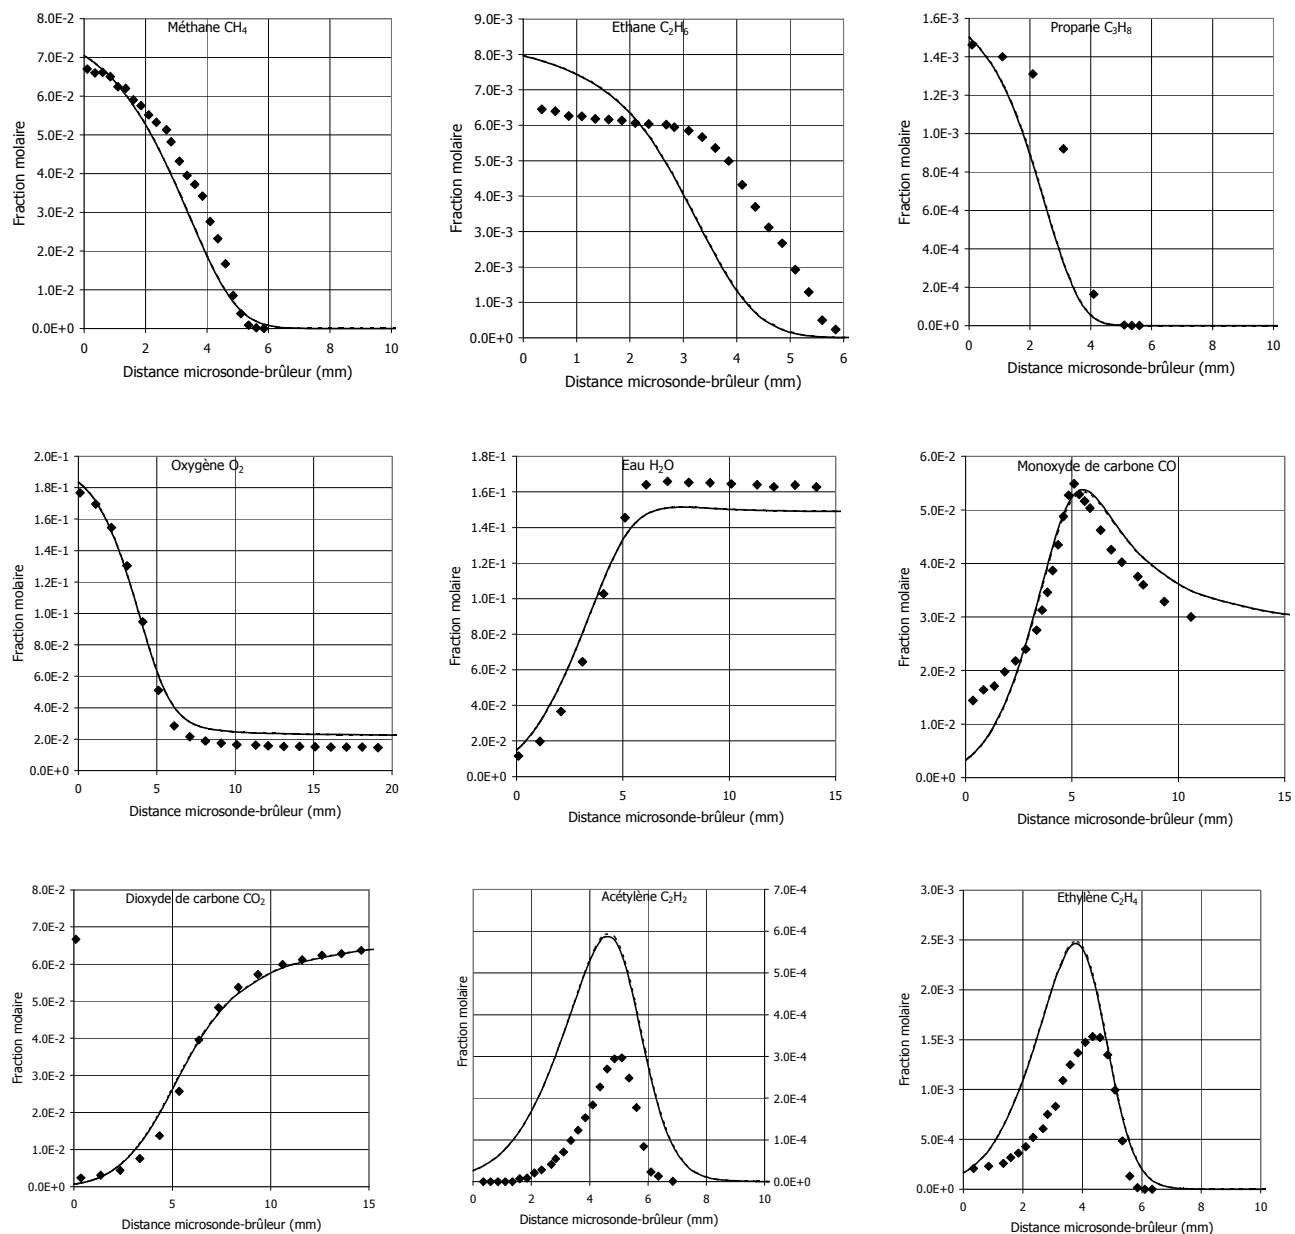 Méthane CH4
8.0E-2
7.0E-2
6.0E-2
5.0E-2
4.0E-2
3.0E-2
2.0E-2
1.0E-2
0.0E+0
0 2 4 6 8 10
Fraction molaire
Distance microsonde-brûleur (mm)
Ethane C2H6
9.0E-3
8.0E-3
7.0E-3
6.0E-3
5.0E-3
4.0E-3
3.0E-3
2.0E-3
1.0E-3
0.0E+0
0 1 2 3 4 5 6
Fraction molaire
Distance microsonde-brûleur (mm)
Propane C3H8
1.6E-3
1.4E-3
1.2E-3
1.0E-3
8.0E-4
6.0E-4
4.0E-4
2.0E-4
0.0E+0
0 2 4 6 8 10
Fraction molaire
Distance microsonde-brûleur (mm)
Oxygène O2
2.0E-1
1.8E-1
1.6E-1
1.4E-1
1.2E-1
1.0E-1
8.0E-2
6.0E-2
4.0E-2
2.0E-2
0.0E+0
0 5 10 15 20
Fraction molaire
Distance microsonde-brûleur (mm)
Eau H2O
1.8E-1
1.6E-1
1.4E-1
1.2E-1
1.0E-1
8.0E-2
6.0E-2
4.0E-2
2.0E-2
0.0E+0
0 5 10 15
Fraction molaire
Distance microsonde-brûleur (mm)
Monoxyde de carbone CO
6.0E-2
5.0E-2
4.0E-2
3.0E-2
2.0E-2
1.0E-2
0.0E+0
0 5 10 15
Fraction molaire
Distance microsonde-brûleur (mm)
Dioxyde de carbone CO2
8.0E-2
7.0E-2
6.0E-2
5.0E-2
4.0E-2
3.0E-2
2.0E-2
1.0E-2
0.0E+0
0 5 10 15
Fraction molaire
Distance microsonde-brûleur (mm)
Acétylène C2H2
7.0E-4
6.0E-4
5.0E-4
4.0E-4
3.0E-4
2.0E-4
1.0E-4
0.0E+0
0 2 4 6 8 10
Fraction molaire
Distance microsonde-brûleur (mm)
Ethylène C2H4
3.0E-3
2.5E-3
2.0E-3
1.5E-3
1.0E-3
5.0E-4
0.0E+0
0 2 4 6 8 10
Fraction molaire
Distance microsonde-brûleur (mm)